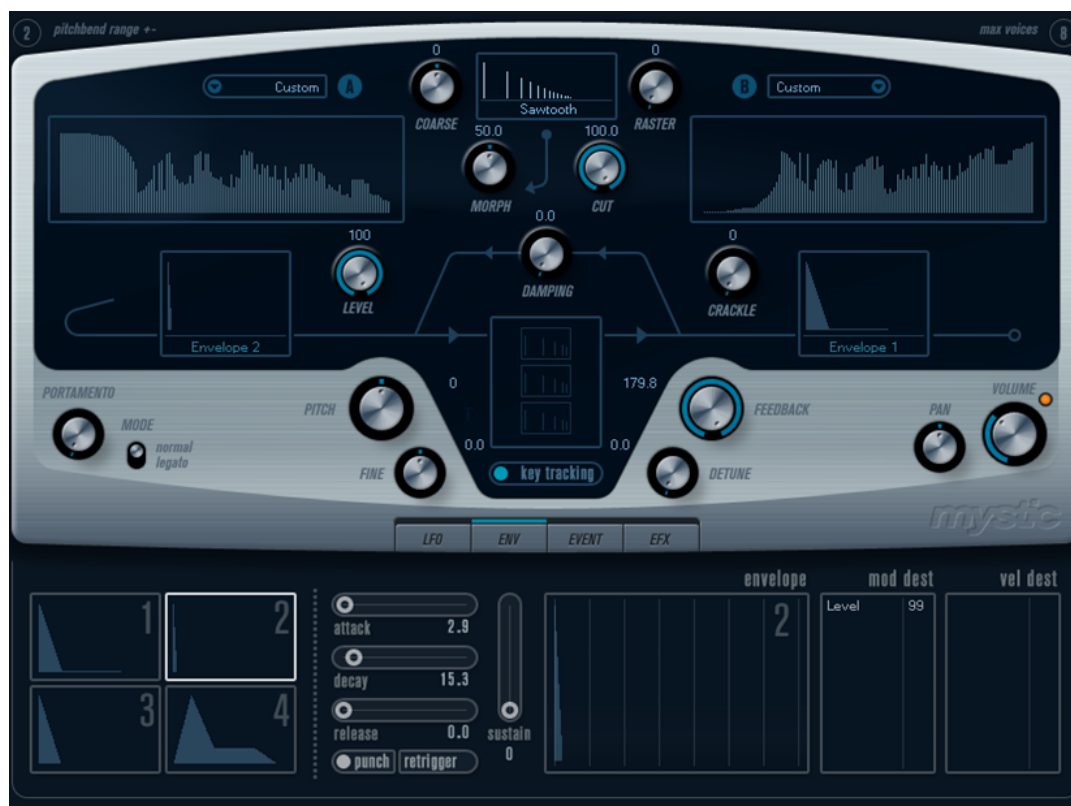 2 pitchbend range +- max voices 8
0 0
Custom A B Custom
Sawtooth
COARSE RASTER
50.0 100.0
MORPH CUT
0.0
100 0
DAMPING
LEVEL CRACKLE
Envelope 2 Envelope 1
PORTAMENTO 0 179.8 VOLUME
PITCH FEEDBACK PAN
MODE
normal
legato
0.0 0.0
FINE key tracking DETUNE
mystic
LFO ENV EVENT EFX
envelope mod dest vel dest
1 2 2
Level 99
attack 2.9
decay 15.3
3 4
release 0.0 sustain
0
punch retrigger